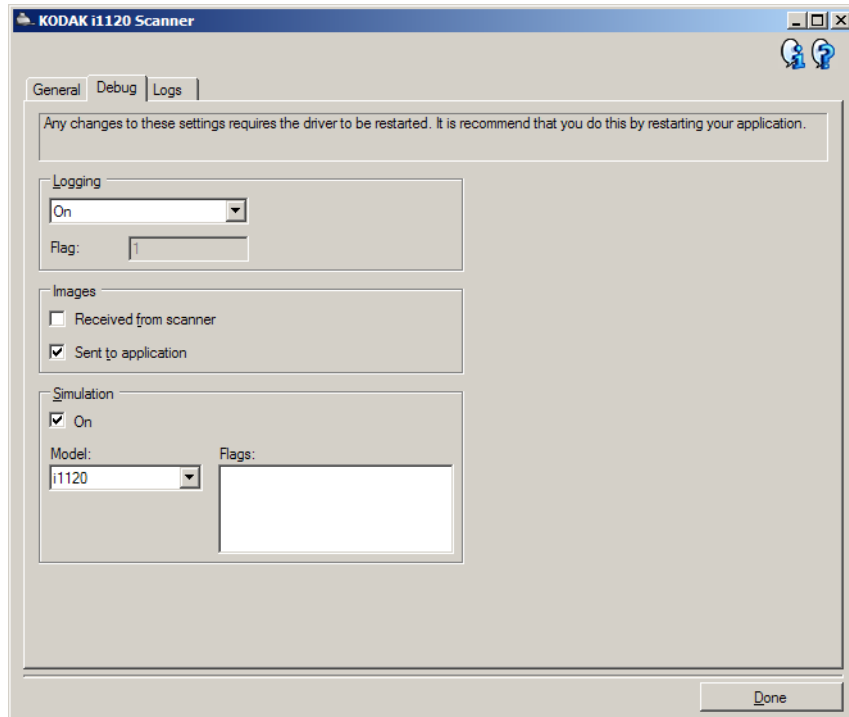 KODAK i1120 Scanner
General Debug Logs
Any changes to these settings requires the driver to be restarted. It is recommend that you do this by restarting your application.
Logging
On
Flag: 1
Images
Received from scanner
Sent to application
Simulation
On
Model: Flags:
i1120
Done